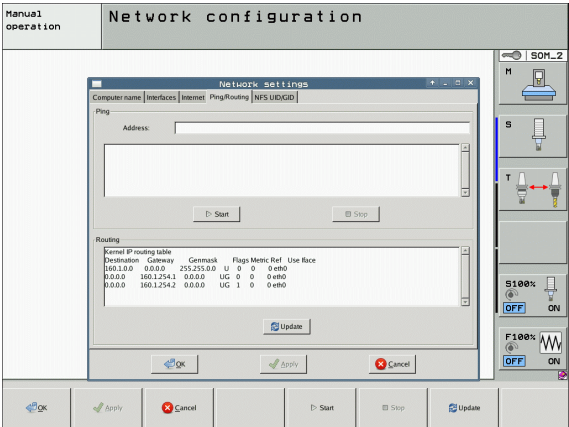 Manual
operation
Network configuration
SOM_2
Network settings
Computer name Interfaces Internet Ping/Routing NFS UID/GID
Ping
Address:
Start Stop
Routing
Kernel IP routing table
Destination Gateway Genmask Flags Metric Ref Use Iface
160.1.0.0 0.0.0.0 255.255.0.0 U 0 0 0 eth0
0.0.0.0 160.1.254.1 0.0.0.0 UG 0 0 0 eth0
0.0.0.0 160.1.254.2 0.0.0.0 UG 1 0 0 eth0
Update
OK Apply Cancel
M
S
T
S100%
OFF ON
F100%
OFF ON
OK Apply Cancel Start Stop Update